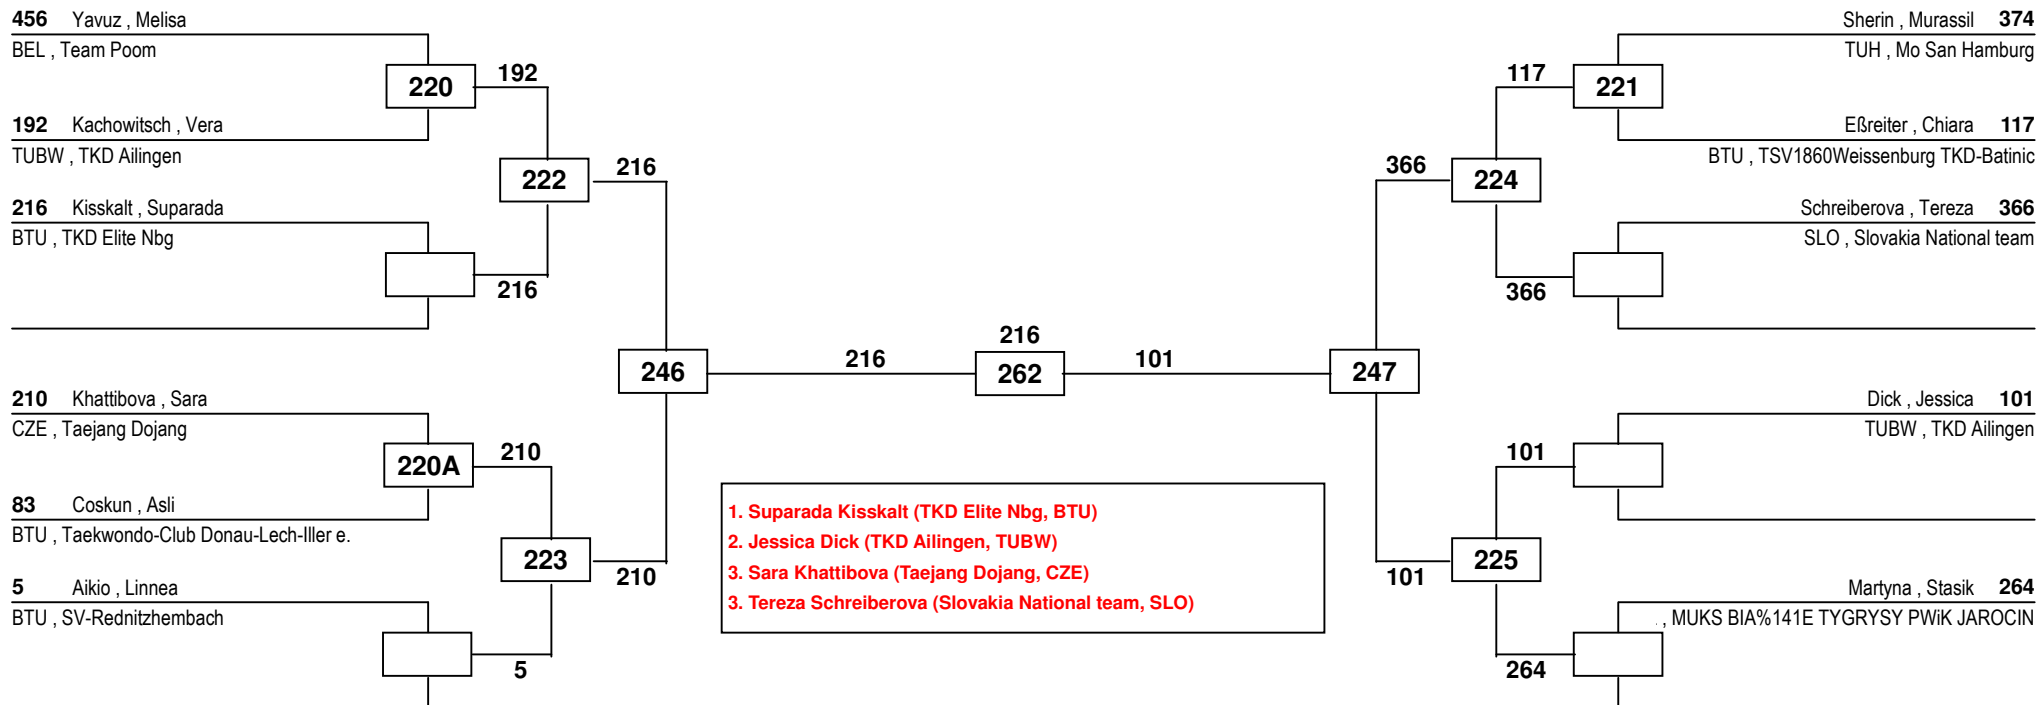 456 Yavuz , Melisa
BEL , Team Poom
220
192
192 Kachowitsch , Vera
TUBW , TKD Ailingen
222
216
216 Kisskalt , Suparada
BTU , TKD Elite Nbg
216
246
216
216
262
101
247
210 Khattibova , Sara
CZE , Taejang Dojang
220A
210
83 Coskun , Asli
BTU , Taekwondo-Club Donau-Lech-Iller e.
223
210
5 Aikio , Linnea
BTU , SV-Rednitzhembach
5
1. Suparada Kisskalt (TKD Elite Nbg, BTU)
2. Jessica Dick (TKD Ailingen, TUBW)
3. Sara Khattibova (Taejang Dojang, CZE)
3. Tereza Schreiberova (Slovakia National team, SLO)
Sherin , Murassil 374
TUH , Mo San Hamburg
117
221
Eßreiter , Chiara 117
BTU , TSV1860Weissenburg TKD-Batinic
366
224
Schreiberova , Tereza 366
SLO , Slovakia National team
366
Dick , Jessica 101
TUBW , TKD Ailingen
101
101
225
Martyna , Stasik 264
, MUKS BIA%141E TYGRYSY PWiK JAROCIN
264